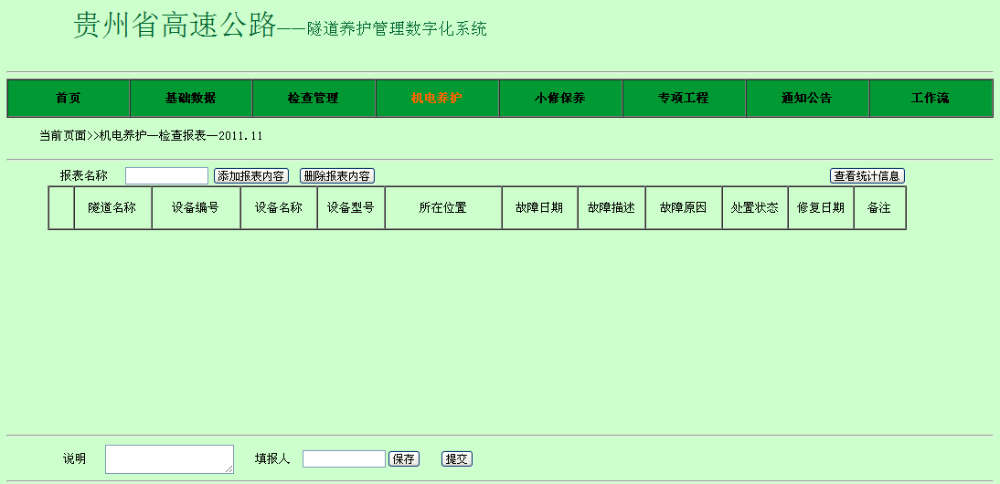 贵州省高速公路——隧道养护管理数字化系统
首页 基础数据 检查管理 机电养护 小修保养 专项工程 通知公告 工作流
当前页面>>机电养护—检查报表—2011.11
报表名称 添加报表内容 删除报表内容 查看统计信息
隧道名称 设备编号 设备名称 设备型号 所在位置 故障日期 故障描述 故障原因 处置状态 修复日期 备注
说明 填报人 保存 提交